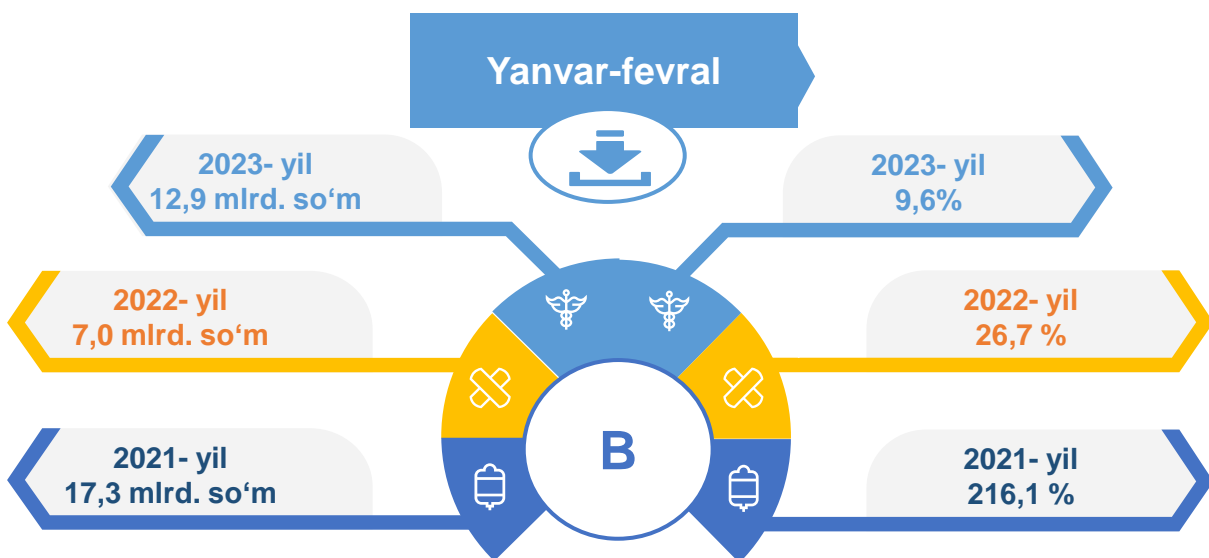 Yanvar-fevral
2023- yil
12,9 mlrd. so‘m
2023- yil
9,6%
2022- yil
7,0 mlrd. so‘m
2022- yil
26,7 %
B
2021- yil
17,3 mlrd. so‘m
2021- yil
216,1 %